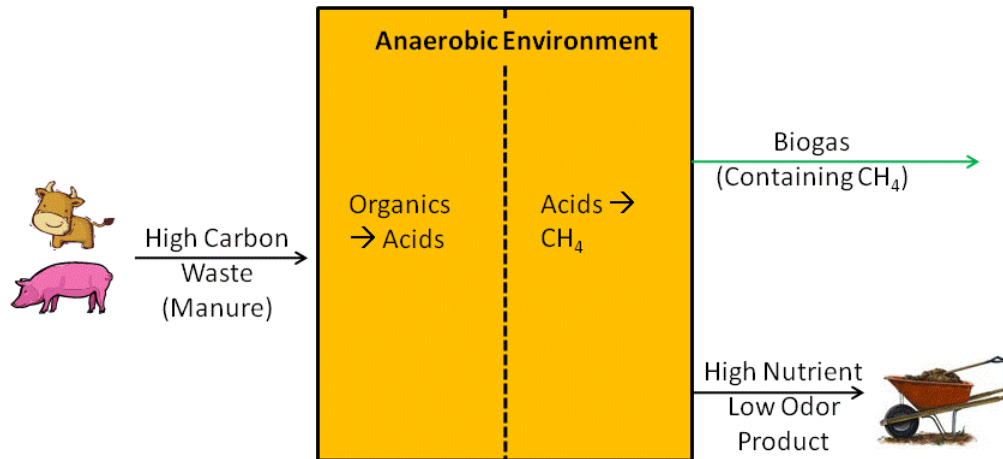 Anaerobic Environment
High Carbon
Waste
(Manure)
Organics
→ Acids
Acids →
CH₄
Biogas
(Containing CH₄)
High Nutrient
Low Odor
Product